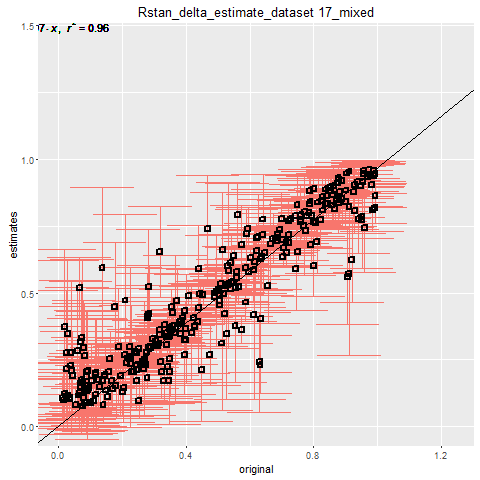 Rstan_delta_estimate_dataset 17_mixed
7· x, r² = 0.96
1.5
1.0
0.5
0.0
estimates
0.0 0.4 0.8 1.2
original